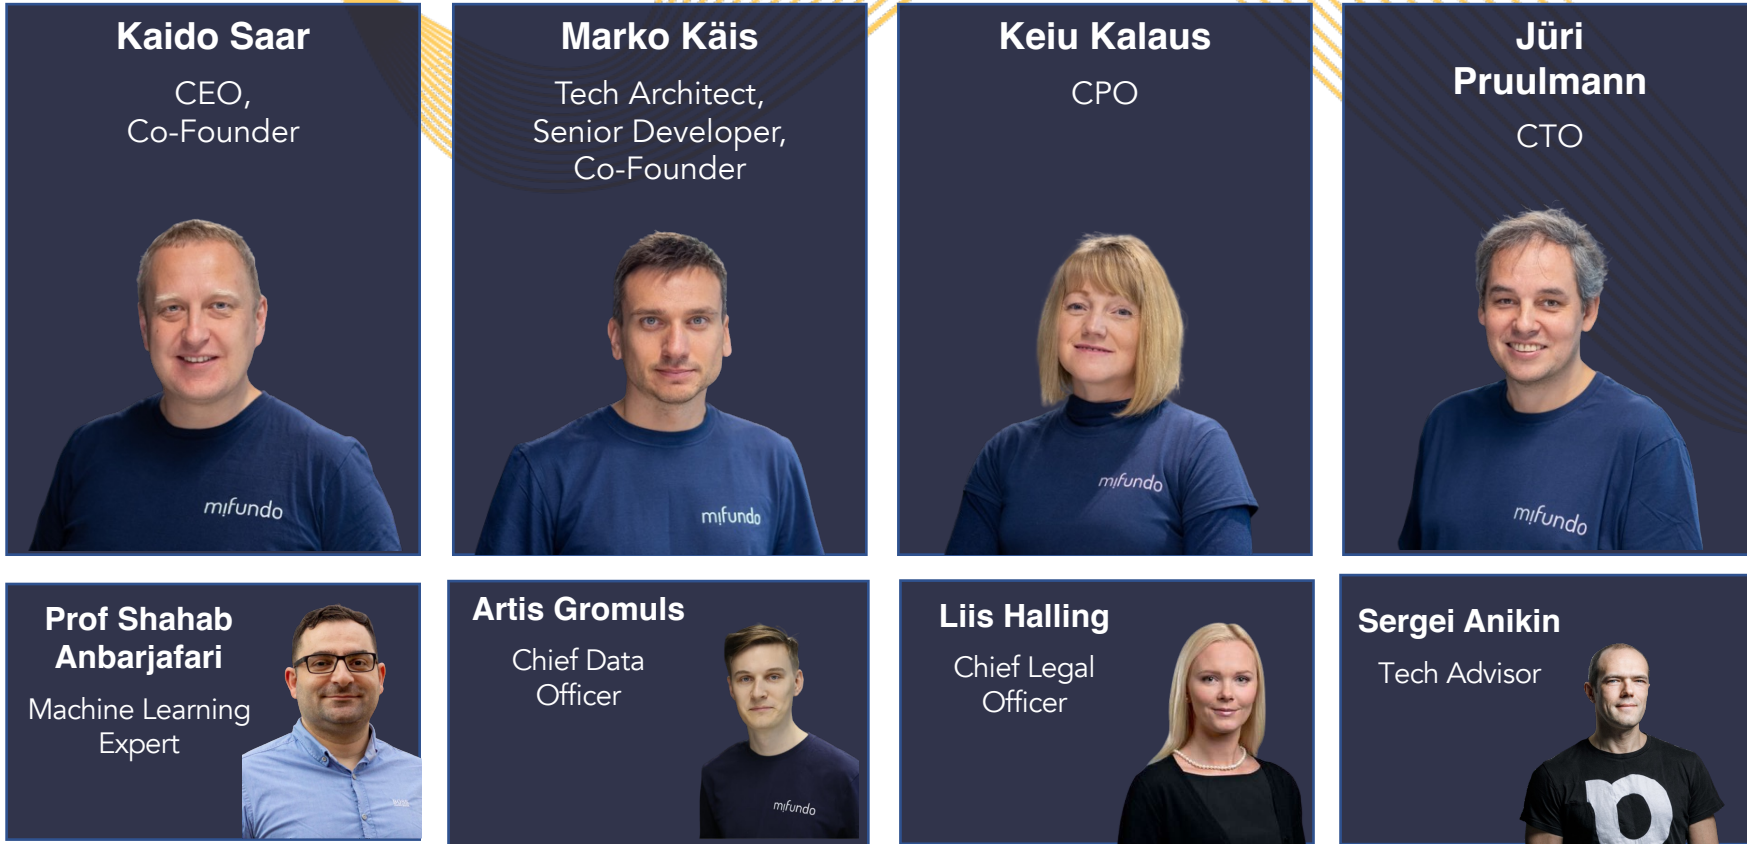 Kaido Saar
CEO,
Co-Founder
mifundo
Marko Käis
Tech Architect,
Senior Developer,
Co-Founder
mifundo
Keiu Kalaus
CPO
mifundo
Jüri
Pruulmann
CTO
mifundo
Prof Shahab
Anbarjafari
Machine Learning
Expert
Artis Gromuls
Chief Data
Officer
mifundo
Liis Halling
Chief Legal
Officer
Sergei Anikin
Tech Advisor